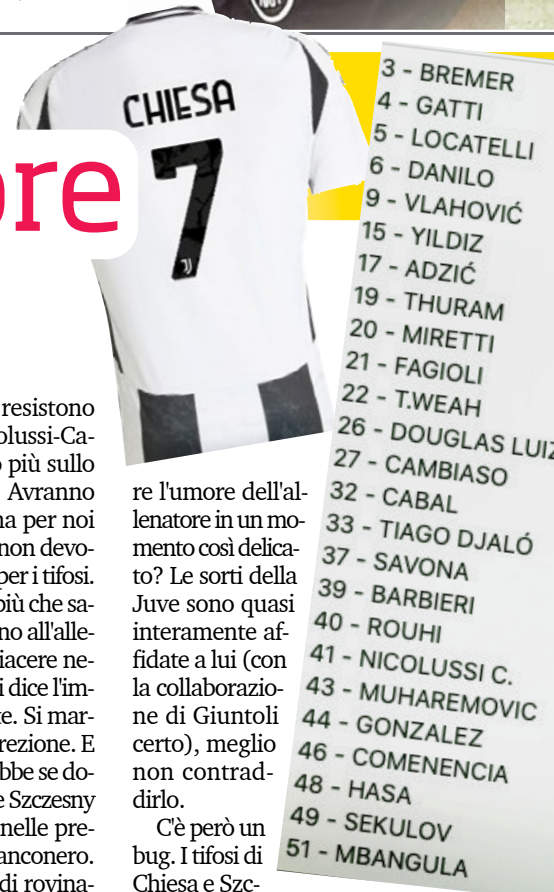 ore
CHIESA
7
3 - BREMER
4 - GATTI
5 - LOCATELLI
6 - DANILO
9 - VLAHOVIĆ
15 - YILDIZ
17 - ADZIĆ
19 - THURAM
20 - MIRETTI
21 - FAGIOLI
22 - T.WEAH
26 - DOUGLAS LUIZ
27 - CAMBIASO
32 - CABAL
33 - TIAGO DJALÓ
37 - SAVONA
39 - BARBIERI
40 - ROUHI
41 - NICOLUSSI C.
43 - MUHAREMOVIC
44 - GONZALEZ
46 - COMENENCIA
48 - HASA
49 - SEKULOV
51 - MBANGULA
resistono
olussi-Ca-
o più sullo
Avranno
na per noi
non devo-
per i tifosi.
più che sa-
no all'alle-
iacere ne-
i dice l'im-
te. Si mar-
rezione. E
bbe se do-
e Szczesny
nelle pre-
anconero.
di rovina-
re l'umore dell'al-
lenatore in un mo-
mento così delica-
to? Le sorti della
Juve sono quasi
interamente af-
fidate a lui (con
la collaborazio-
ne di Giuntoli
certo), meglio
non contrad-
dirlo.
C'è però un
bug. I tifosi di
Chiesa e Szc-